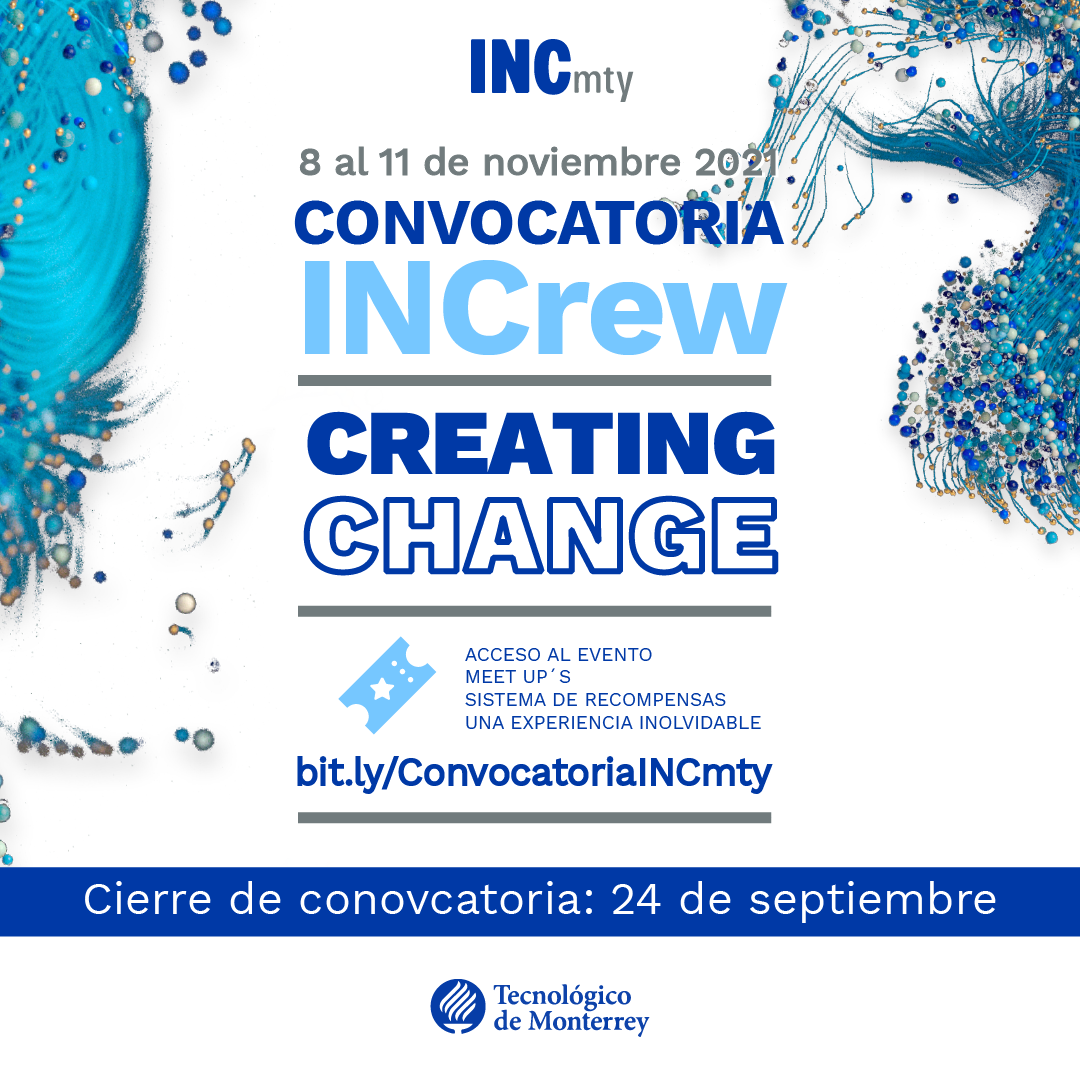 INCmty
8 al 11 de noviembre 2021
CONVOCATORIA
INCrew
CREATING
CHANGE
ACCESO AL EVENTO
MEET UP´S
SISTEMA DE RECOMPENSAS
UNA EXPERIENCIA INOLVIDABLE
bit.ly/ConvocatoriaINCmty
Cierre de conovcatoria: 24 de septiembre
Tecnológico
de Monterrey